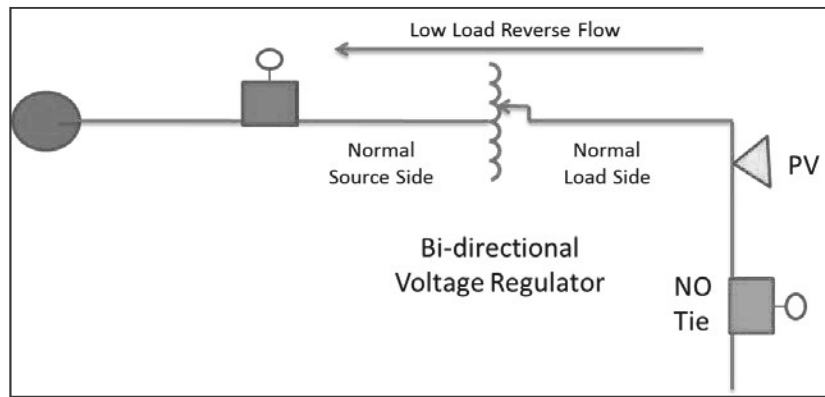 Low Load Reverse Flow
Normal
Source Side
Normal
Load Side
PV
Bi-directional
Voltage Regulator
NO
Tie